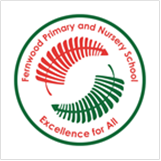 Fernwood Primary and Nursery School
Excellence for All